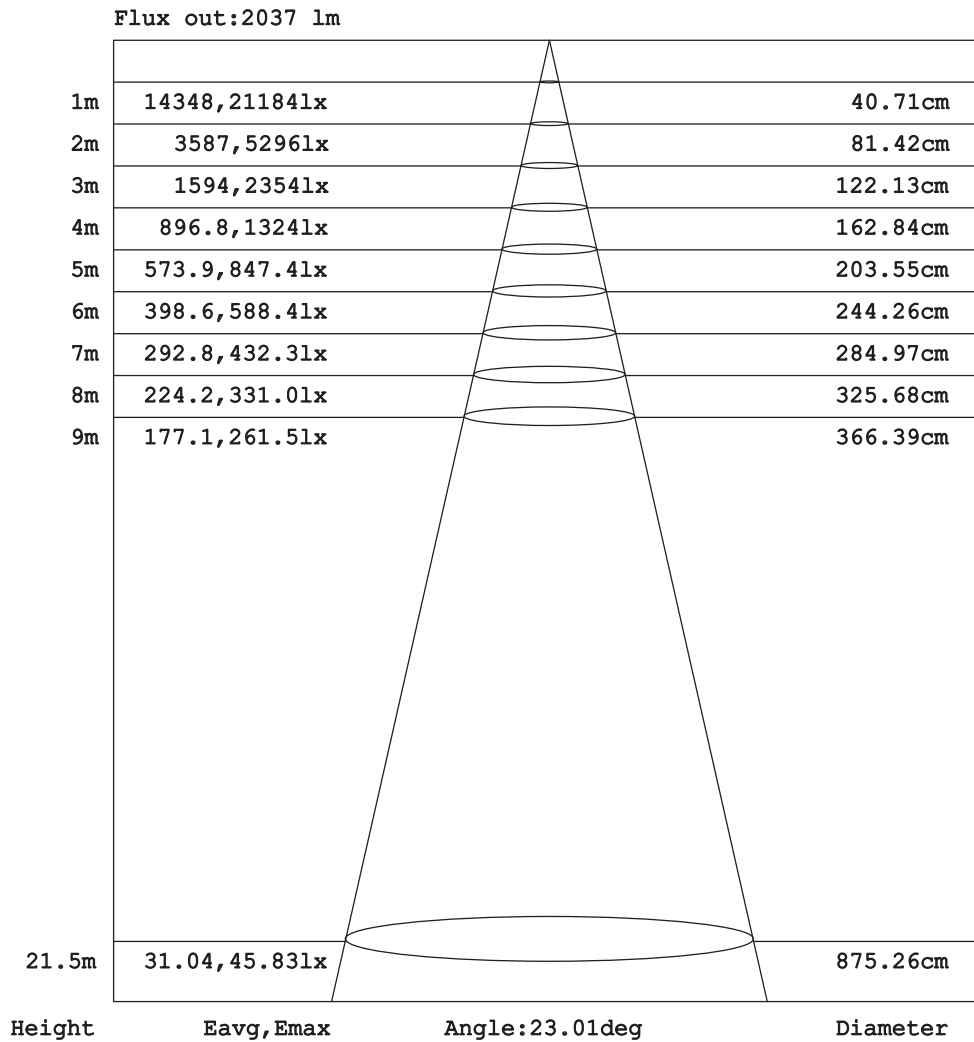 Flux out:2037 lm
1m 14348,21184lx 40.71cm
2m 3587,5296lx 81.42cm
3m 1594,2354lx 122.13cm
4m 896.8,1324lx 162.84cm
5m 573.9,847.4lx 203.55cm
6m 398.6,588.4lx 244.26cm
7m 292.8,432.3lx 284.97cm
8m 224.2,331.0lx 325.68cm
9m 177.1,261.5lx 366.39cm
21.5m 31.04,45.83lx 875.26cm
Height Eavg,Emax Angle:23.01deg Diameter